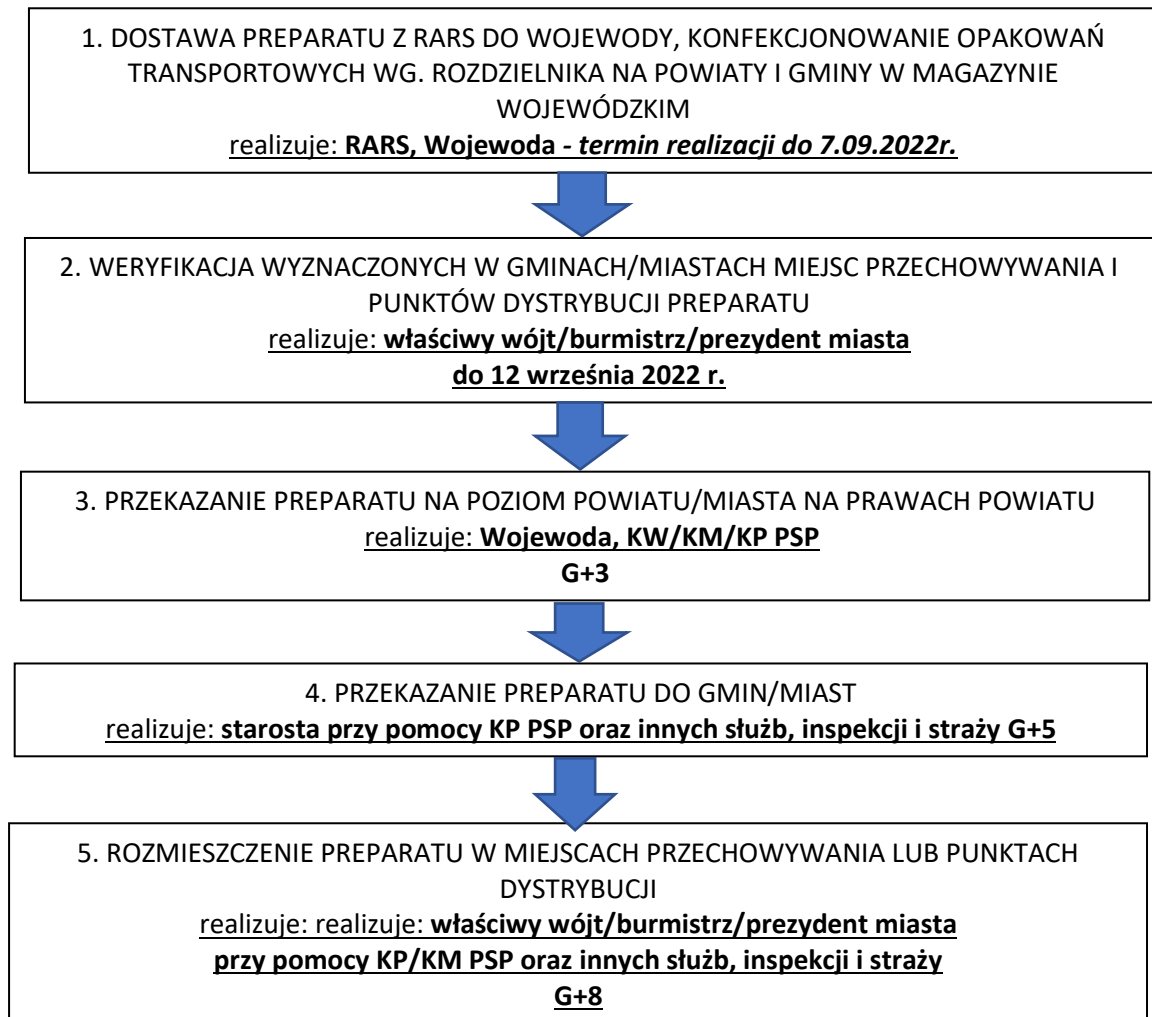 1. DOSTAWA PREPARATU Z RARS DO WOJEWODY, KONFEKCJONOWANIE OPAKOWAŃ
TRANSPORTOWYCH WG. ROZDZIELNIKA NA POWIATY I GMINY W MAGAZYNIE
WOJEWÓDZKIM
realizuje: RARS, Wojewoda - termin realizacji do 7.09.2022r.
2. WERYFIKACJA WYZNACZONYCH W GMINACH/MIASTACH MIEJSC PRZECHOWYWANIA I
PUNKTÓW DYSTRYBUCJI PREPARATU
realizuje: właściwy wójt/burmistrz/prezydent miasta
do 12 września 2022 r.
3. PRZEKAZANIE PREPARATU NA POZIOM POWIATU/MIASTA NA PRAWACH POWIATU
realizuje: Wojewoda, KW/KM/KP PSP
G+3
4. PRZEKAZANIE PREPARATU DO GMIN/MIAST
realizuje: starosta przy pomocy KP PSP oraz innych służb, inspekcji i straży G+5
5. ROZMIESZCZENIE PREPARATU W MIEJSCACH PRZECHOWYWANIA LUB PUNKTACH
DYSTRYBUCJI
realizuje: realizuje: właściwy wójt/burmistrz/prezydent miasta
przy pomocy KP/KM PSP oraz innych służb, inspekcji i straży
G+8